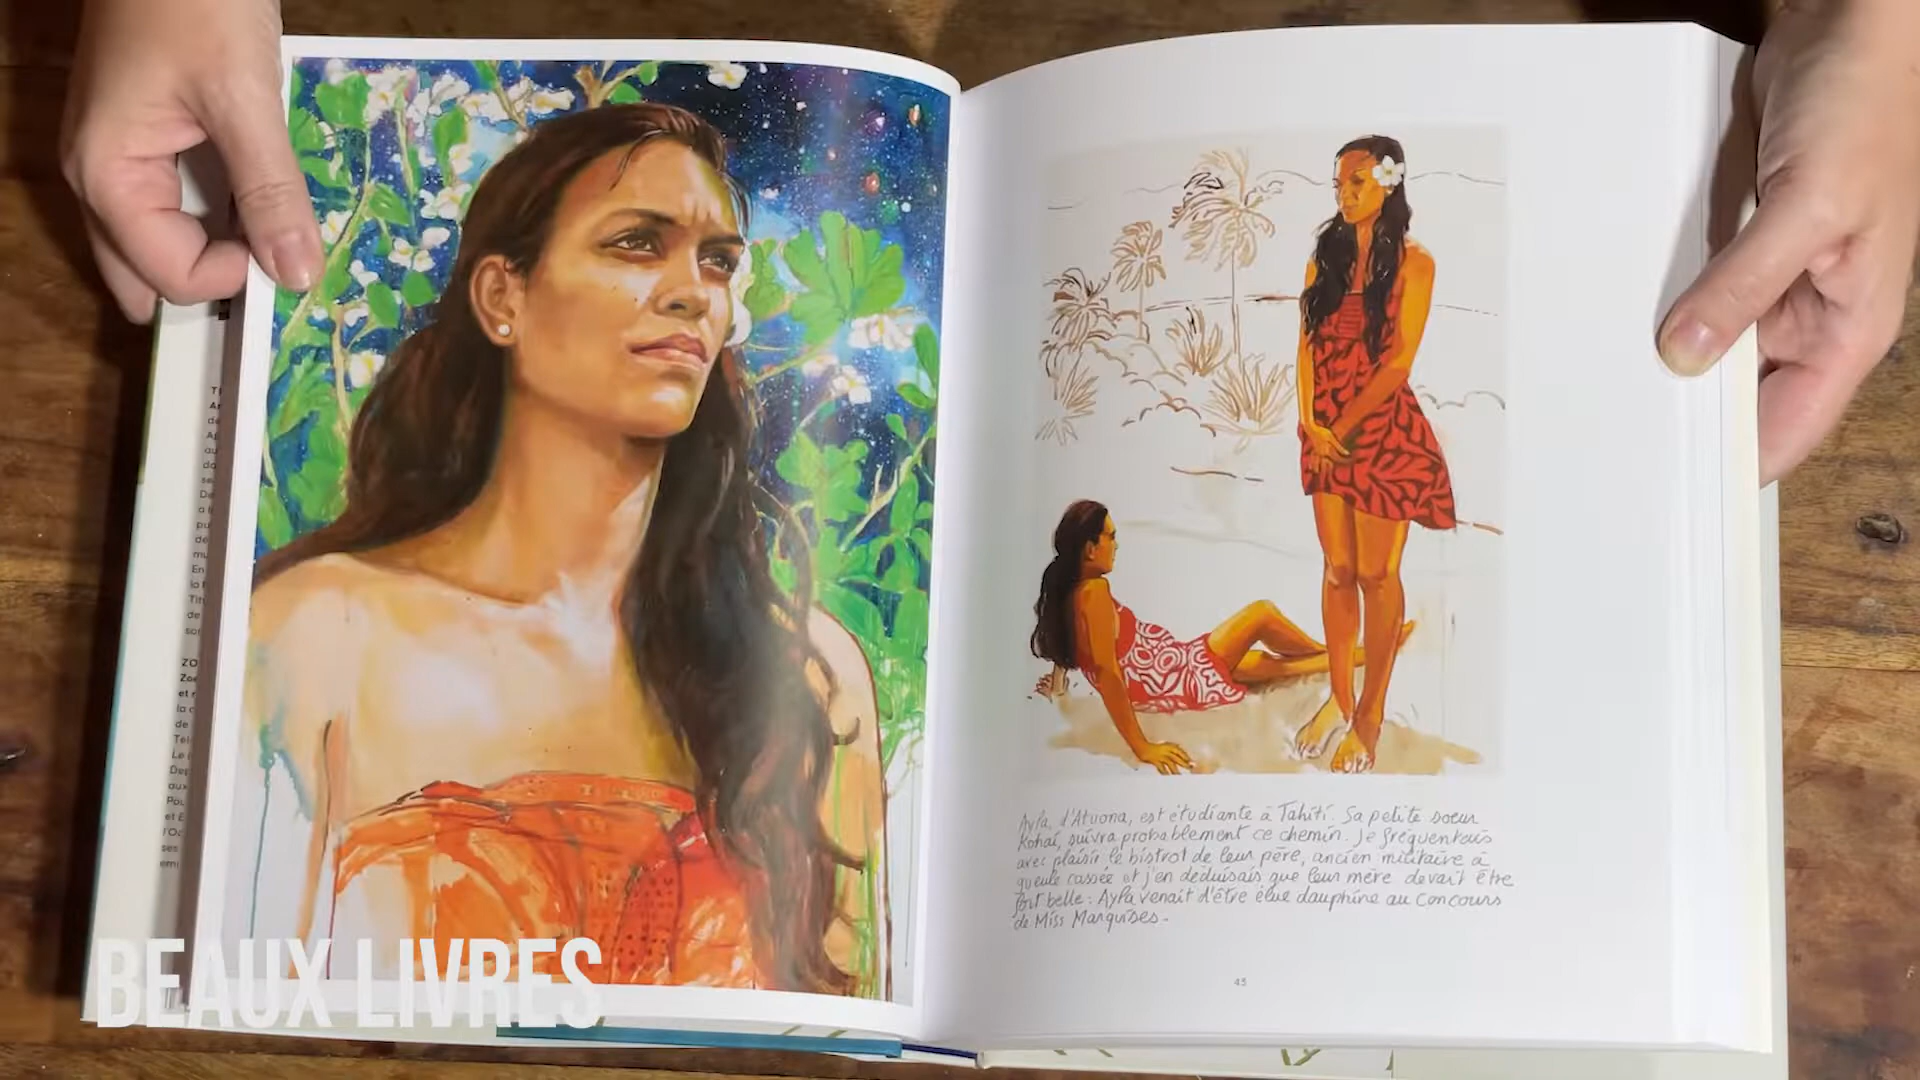 Ayla, d'Atuona, est étudiante à Tahiti. Sa petite soeur
Kohai, suivra probablement ce chemin. Je fréquentais
avec plaisir le bistrot de leur père, ancien militaire à
gueule cassée et j'en déduisais que leur mère devait être
fort belle : Ayla venait d'être élue dauphine au Concours
de Miss Marquises.
45
BEAUX LIVRES